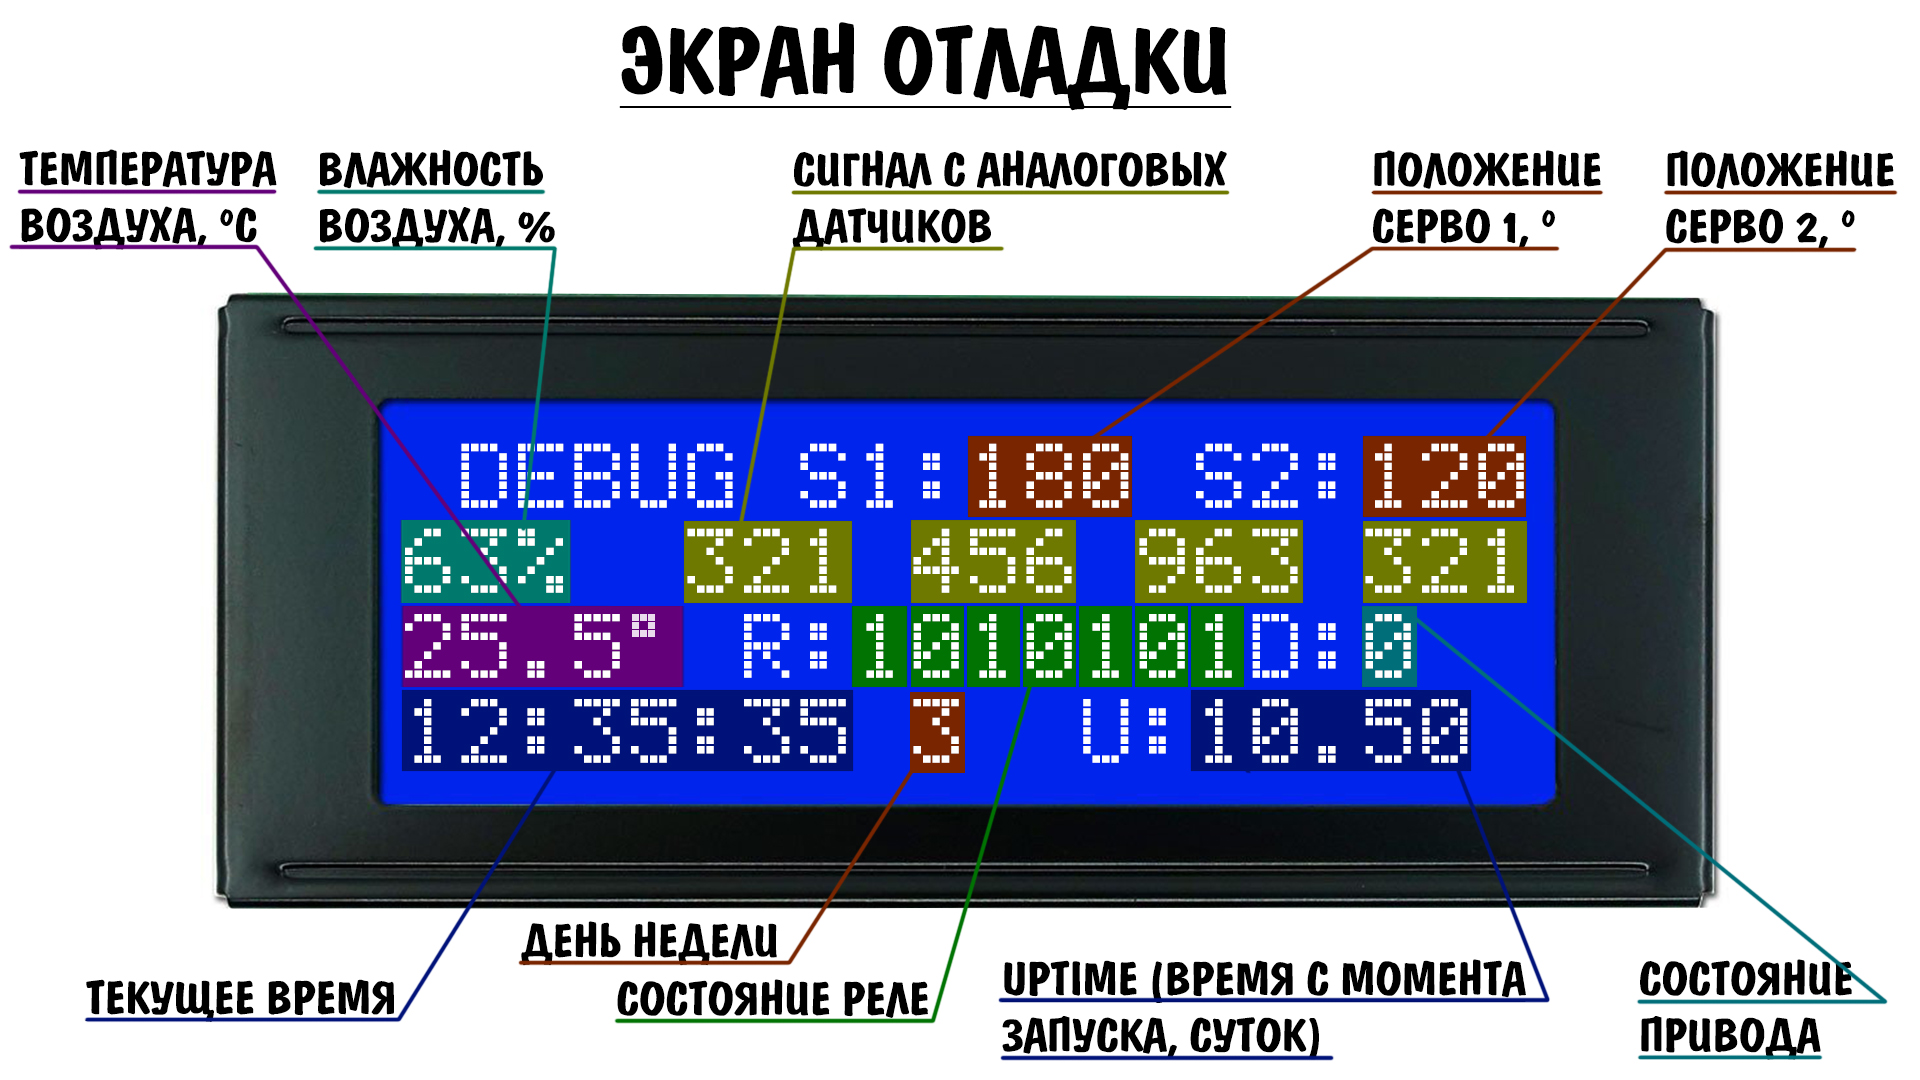 ЭКРАН ОТЛАДКИ
ТЕМПЕРАТУРА
ВОЗДУХА, °C
ВЛАЖНОСТЬ
ВОЗДУХА, %
СИГНАЛ С АНАЛОГОВЫХ
ДАТЧИКОВ
ПОЛОЖЕНИЕ
СЕРВО 1, °
ПОЛОЖЕНИЕ
СЕРВО 2, °
DEBUG S1:180 S2:120
63% 321 456 963 321
25.5° R:1010101D:0
12:35:35 3 U:10.50
ДЕНЬ НЕДЕЛИ
ТЕКУЩЕЕ ВРЕМЯ
СОСТОЯНИЕ РЕЛЕ
UPTIME (ВРЕМЯ С МОМЕНТА
ЗАПУСКА, СУТОК)
СОСТОЯНИЕ
ПРИВОДА